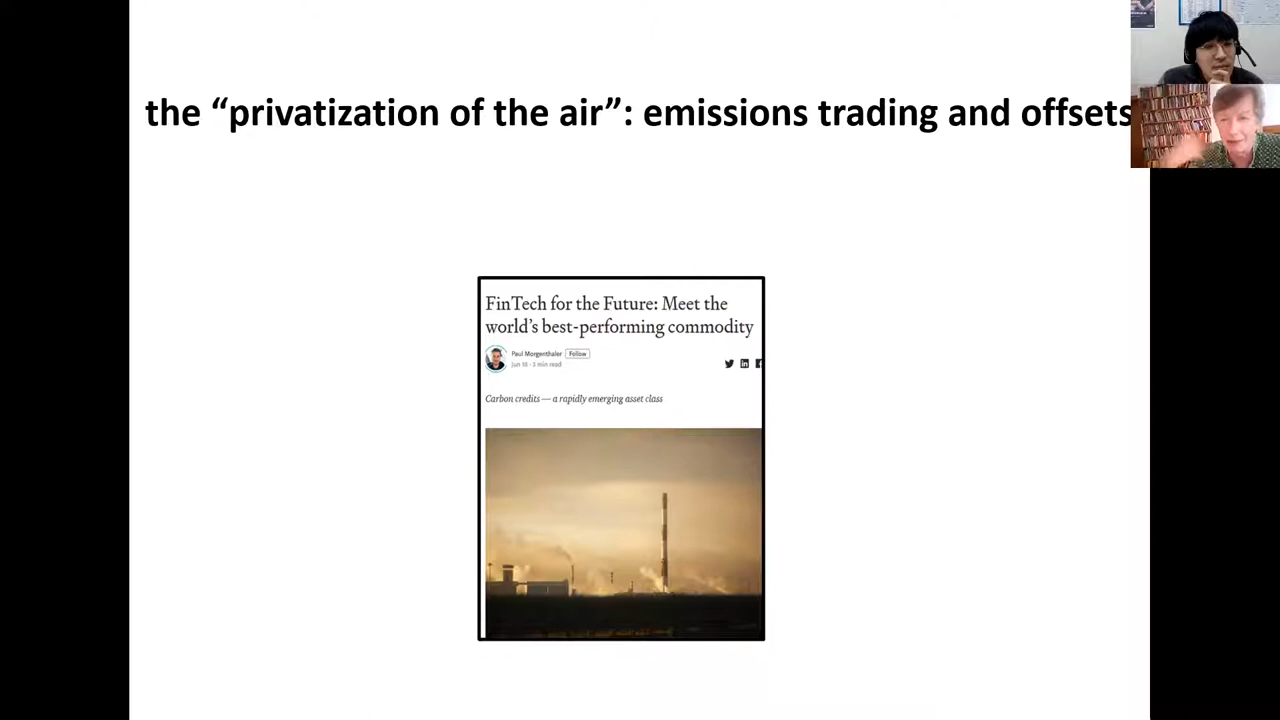 the “privatization of the air”: emissions trading and offsets
FinTech for the Future: Meet the
world’s best-performing commodity
Paul Morgenthaler Follow
Jun 10 · 3 min read
Carbon credits — a rapidly emerging asset class